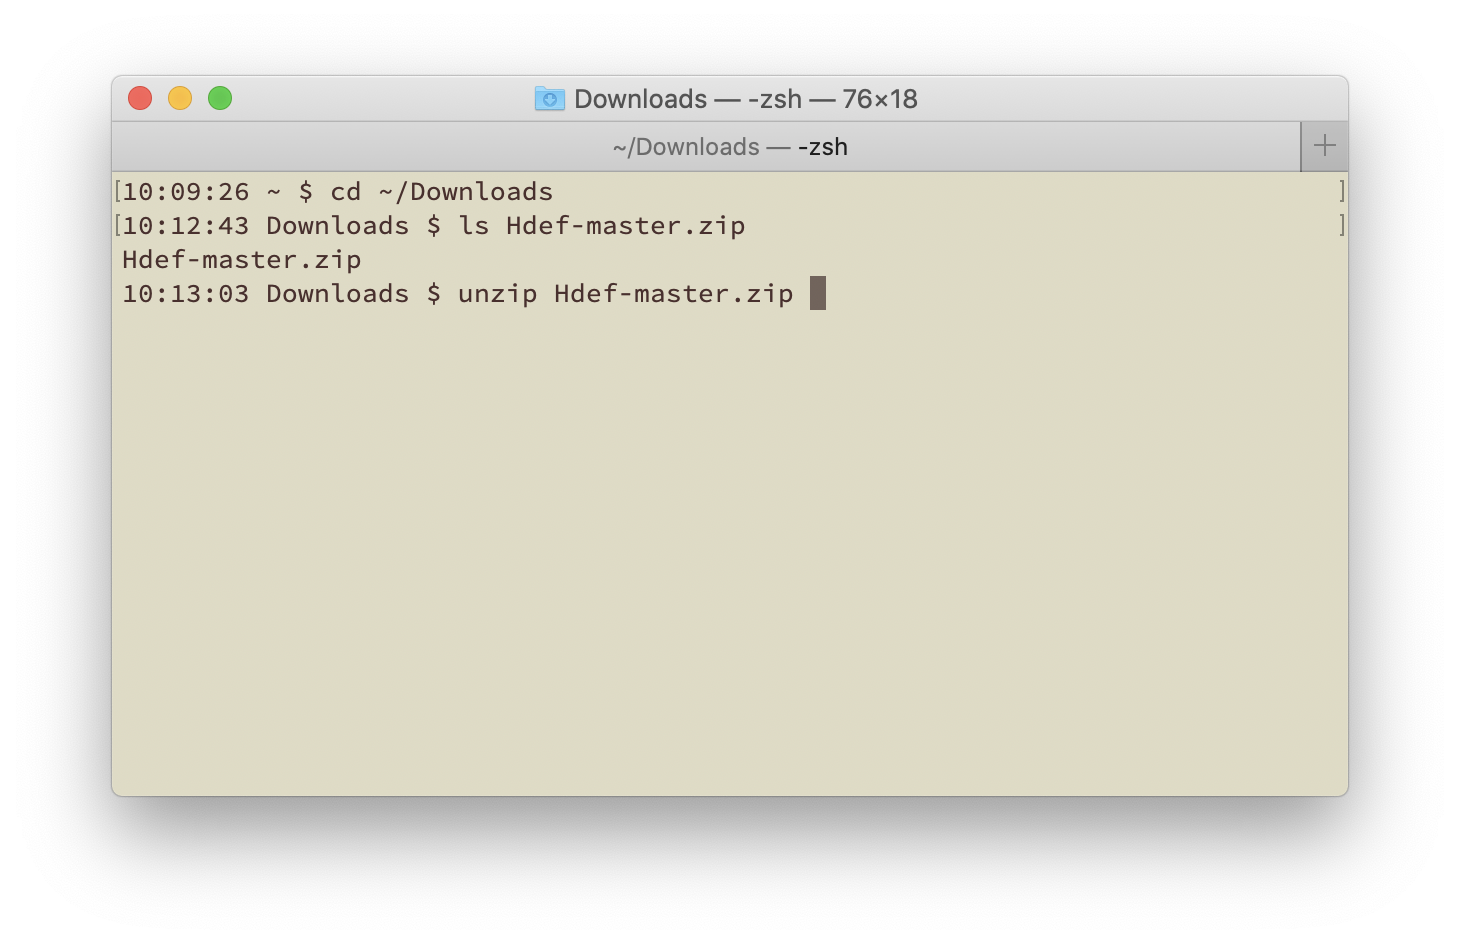 Downloads — -zsh — 76×18
~/Downloads — -zsh
[10:09:26 ~ $ cd ~/Downloads ]
[10:12:43 Downloads $ ls Hdef-master.zip ]
Hdef-master.zip
10:13:03 Downloads $ unzip Hdef-master.zip